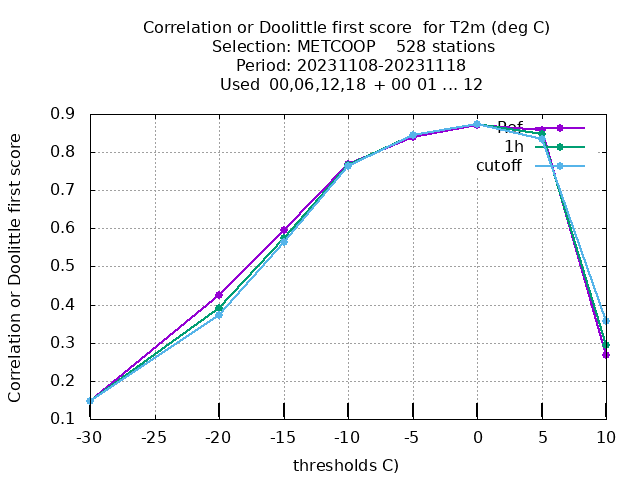 Correlation or Doolittle first score  for T2m (deg C)
Selection: METCOOP    528 stations
Period: 20231108-20231118
Used  00,06,12,18  + 00 01 ... 12
Correlation or Doolittle first score
0.9
0.8
0.7
0.6
0.5
0.4
0.3
0.2
0.1
Ref
1h
cutoff
-30 -25 -20 -15 -10 -5 0 5 10
thresholds C)